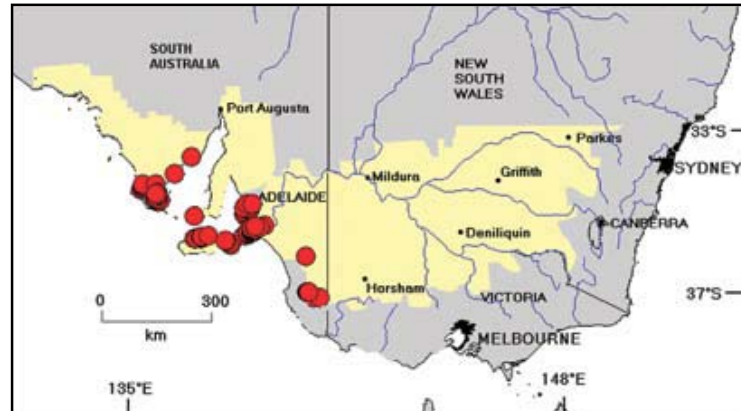 SOUTH
AUSTRALIA
NEW
SOUTH
WALES
Port Augusta
33°S
Parkes
SYDNEY
Mildura
Griffith
ADELAIDE
CANBERRA
Deniliquin
Horsham
37°S
0 300
km
VICTORIA
MELBOURNE
135°E
148°E